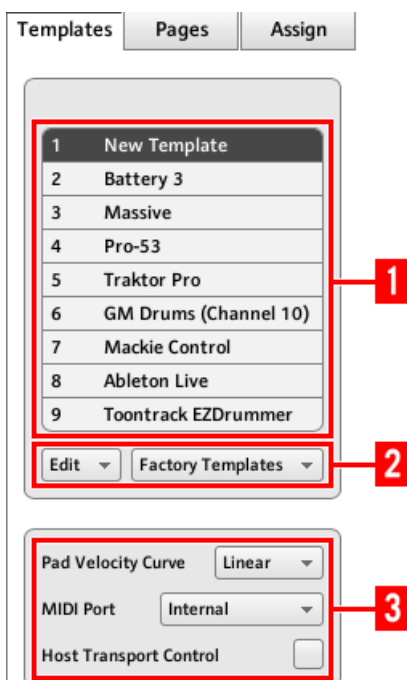 Templates Pages Assign
1 New Template
2 Battery 3
3 Massive
4 Pro-53
5 Traktor Pro
6 GM Drums (Channel 10)
7 Mackie Control
8 Ableton Live
9 Toontrack EZDrummer
1
Edit Factory Templates
2
Pad Velocity Curve Linear
MIDI Port Internal
3
Host Transport Control